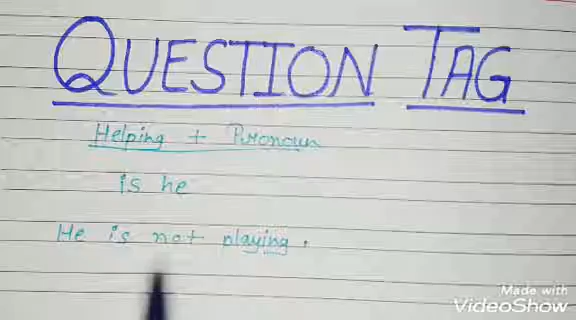 QUESTION TAG
Helping + Pronoun
is he
He is not playing.
Made with
VideoShow